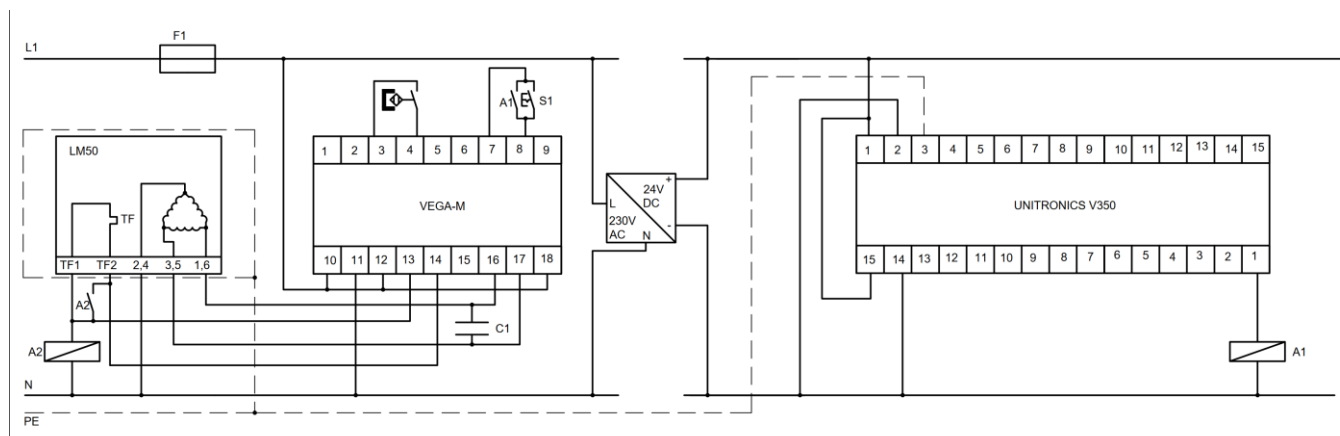 F1
L1
A1
S1
LM50
1 2 3 4 5 6 7 8 9
VEGA-M
10 11 12 13 14 15 16 17 18
TF
TF1 TF2 2,4 3,5 1,6
A2
C1
A2
N
PE
24V
DC
+
L
230V
AC
N
-
1 2 3 4 5 6 7 8 9 10 11 12 13 14 15
UNITRONICS V350
15 14 13 12 11 10 9 8 7 6 5 4 3 2 1
A1